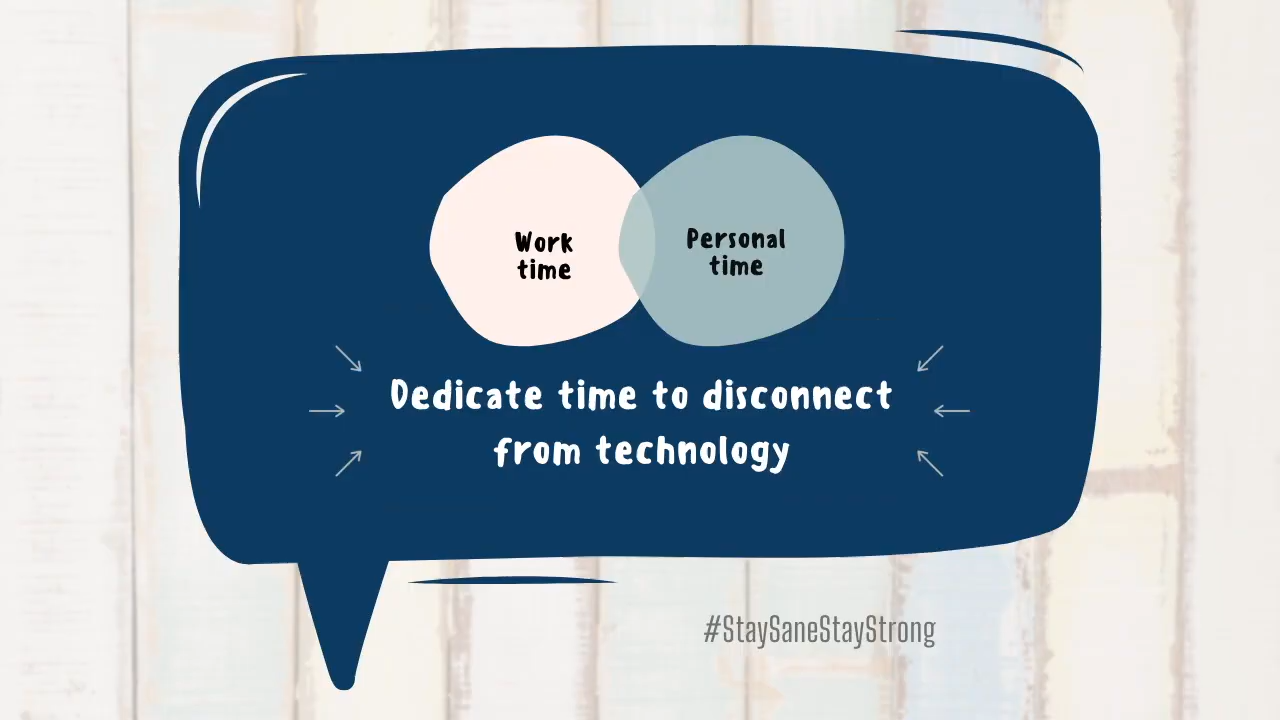 Work
time
Personal
time
Dedicate time to disconnect
from technology
#StaySaneStayStrong